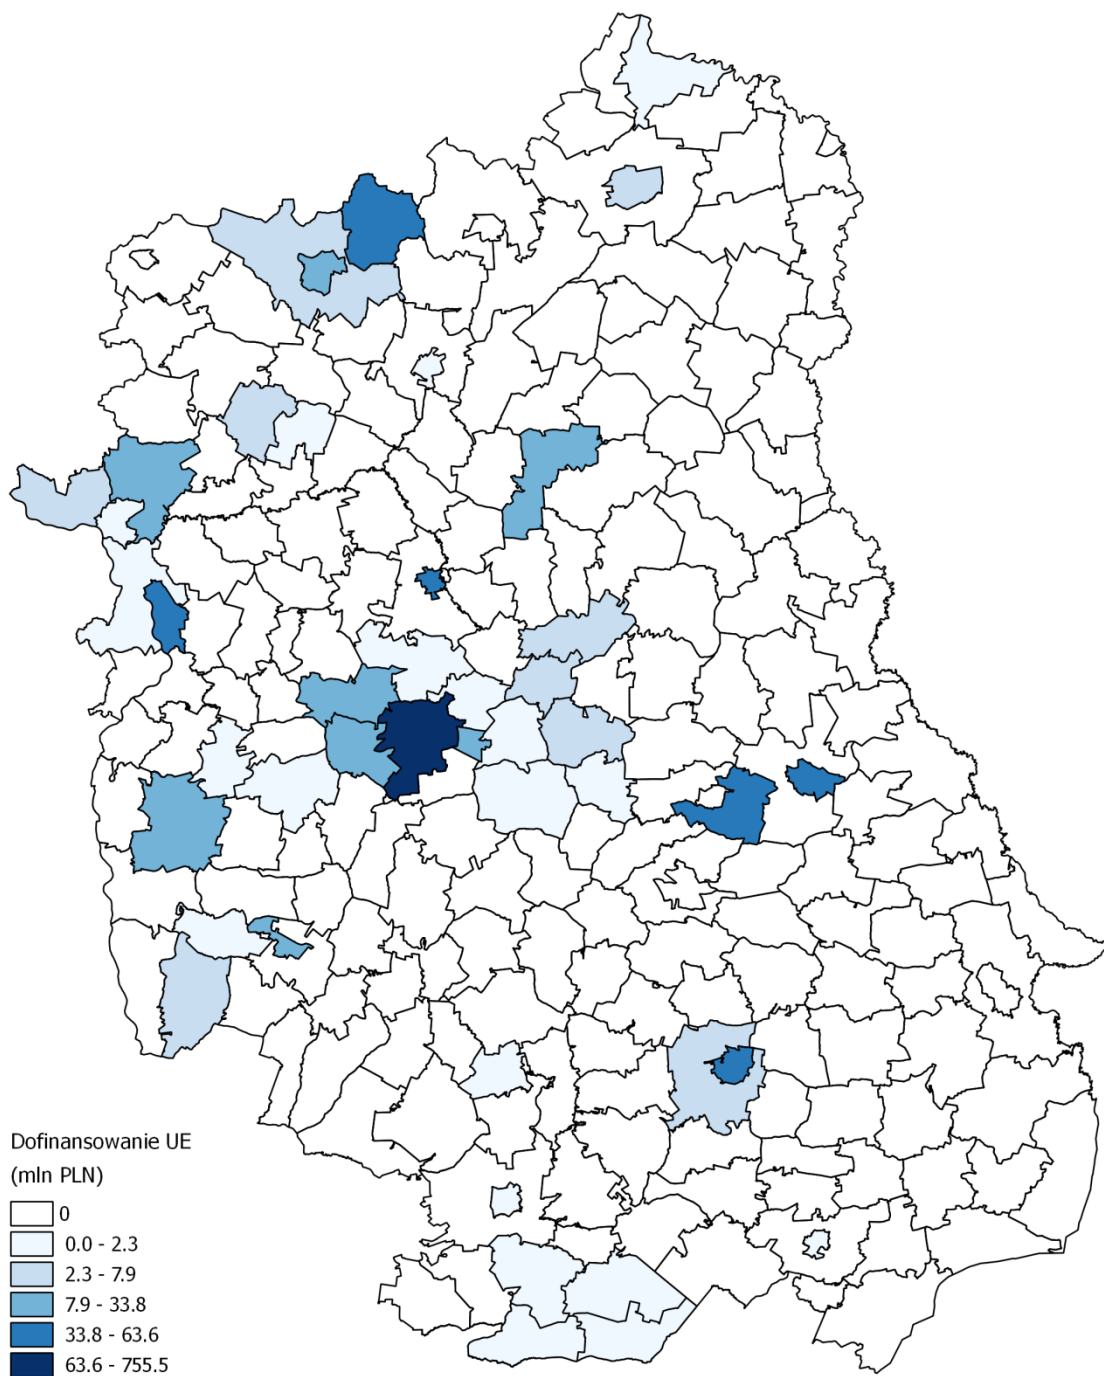 Dofinansowanie UE
(mln PLN)
0
0.0 - 2.3
2.3 - 7.9
7.9 - 33.8
33.8 - 63.6
63.6 - 755.5